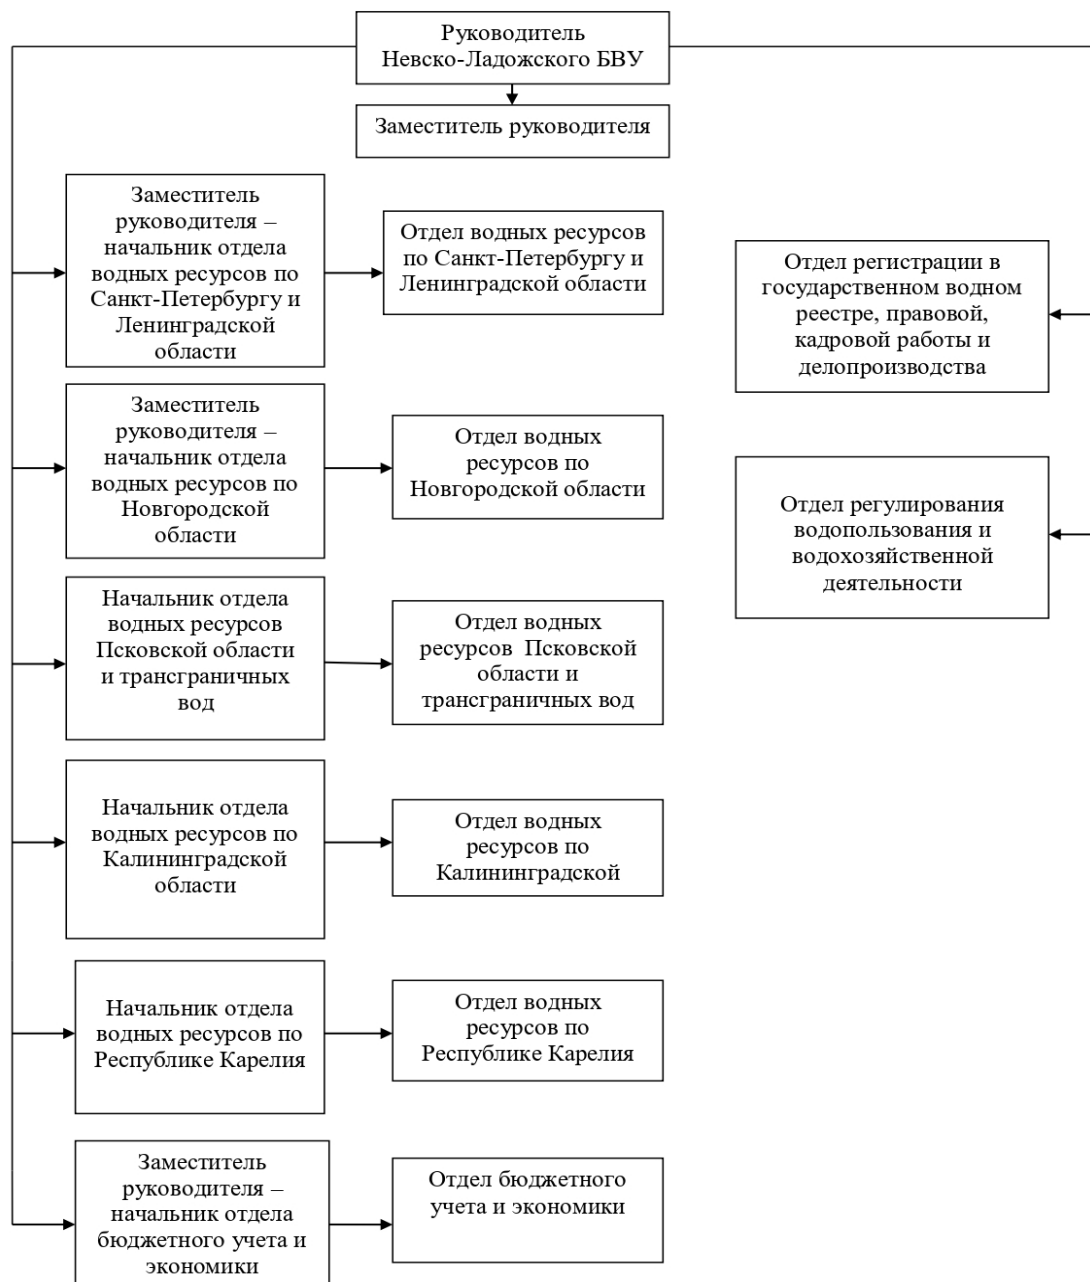 Руководитель
Невско-Ладожского БВУ
Заместитель руководителя
Заместитель
руководителя –
начальник отдела
водных ресурсов по
Санкт-Петербургу и
Ленинградской
области
Отдел водных ресурсов
по Санкт-Петербургу и
Ленинградской области
Отдел регистрации в
государственном водном
реестре, правовой,
кадровой работы и
делопроизводства
Заместитель
руководителя –
начальник отдела
водных ресурсов по
Новгородской
области
Отдел водных
ресурсов по
Новгородской области
Отдел регулирования
водопользования и
водохозяйственной
деятельности
Начальник отдела
водных ресурсов
Псковской области
и трансграничных
вод
Отдел водных
ресурсов Псковской
области и
трансграничных вод
Начальник отдела
водных ресурсов по
Калининградской
области
Отдел водных
ресурсов по
Калининградской
Начальник отдела
водных ресурсов по
Республике Карелия
Отдел водных
ресурсов по
Республике Карелия
Заместитель
руководителя –
начальник отдела
бюджетного учета и
экономики
Отдел бюджетного
учета и экономики